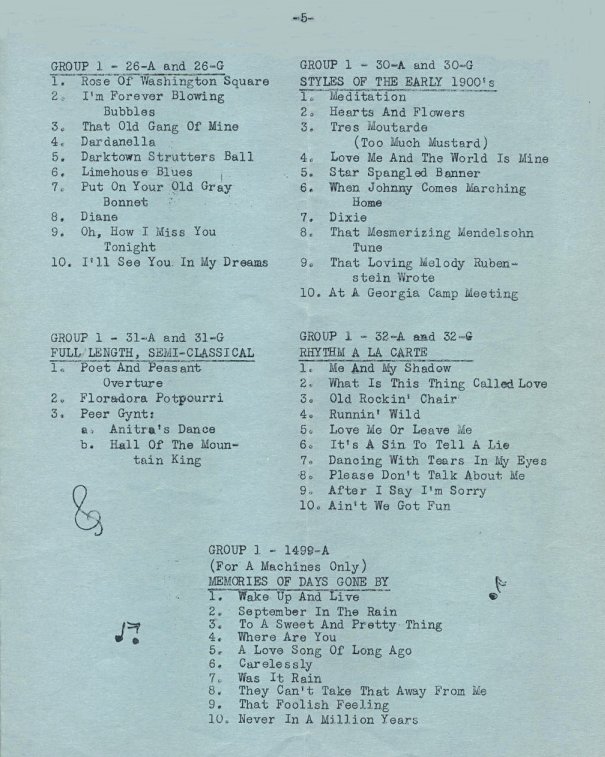 -5-
GROUP 1 - 26-A and 26-G
1. Rose Of Washington Square
2. I'm Forever Blowing
Bubbles
3. That Old Gang Of Mine
4. Dardanella
5. Darktown Strutters Ball
6. Limehouse Blues
7. Put On Your Old Gray
Bonnet
8. Diane
9. Oh, How I Miss You
Tonight
10. I'll See You In My Dreams
GROUP 1 - 30-A and 30-G
STYLES OF THE EARLY 1900's
1. Meditation
2. Hearts And Flowers
3. Tres Moutarde
(Too Much Mustard)
4. Love Me And The World Is Mine
5. Star Spangled Banner
6. When Johnny Comes Marching
Home
7. Dixie
8. That Mesmerizing Mendelsohn
Tune
9. That Loving Melody Ruben-
stein Wrote
10. At A Georgia Camp Meeting
GROUP 1 - 31-A and 31-G
FULL LENGTH, SEMI-CLASSICAL
1. Poet And Peasant
Overture
2. Floradora Potpourri
3. Peer Gynt:
a. Anitra's Dance
b. Hall Of The Moun-
tain King
GROUP 1 - 32-A and 32-G
RHYTHM A LA CARTE
1. Me And My Shadow
2. What Is This Thing Called Love
3. Old Rockin' Chair
4. Runnin' Wild
5. Love Me Or Leave Me
6. It's A Sin To Tell A Lie
7. Dancing With Tears In My Eyes
8. Please Don't Talk About Me
9. After I Say I'm Sorry
10. Ain't We Got Fun
GROUP 1 - 1499-A
(For A Machines Only)
MEMORIES OF DAYS GONE BY
1. Wake Up And Live
2. September In The Rain
3. To A Sweet And Pretty Thing
4. Where Are You
5. A Love Song Of Long Ago
6. Carelessly
7. Was It Rain
8. They Can't Take That Away From Me
9. That Foolish Feeling
10. Never In A Million Years